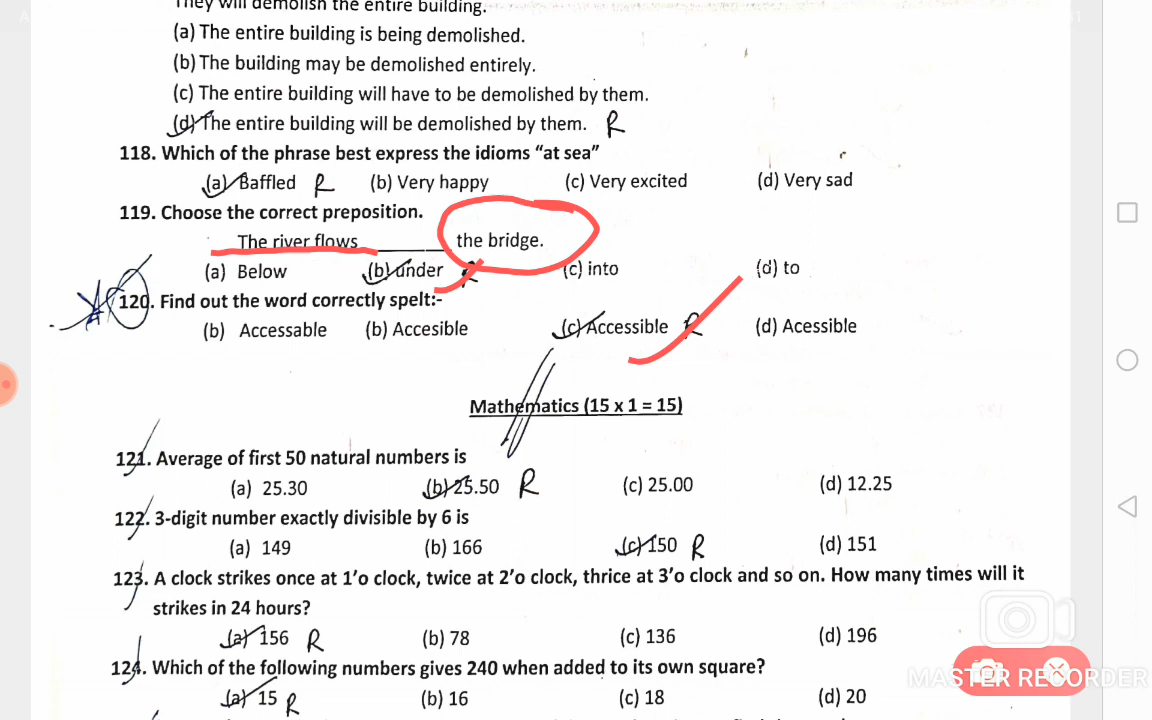 They will demolish the entire building.
(a) The entire building is being demolished.
(b) The building may be demolished entirely.
(c) The entire building will have to be demolished by them.
(d) The entire building will be demolished by them. R
118. Which of the phrase best express the idioms “at sea”
(a) Baffled R (b) Very happy (c) Very excited (d) Very sad
119. Choose the correct preposition.
The river flows ________ the bridge.
(a) Below (b) under R (c) into (d) to
120. Find out the word correctly spelt:-
(b) Accessable (b) Accesible (c) Accessible R (d) Acessible
Mathematics (15 x 1 = 15)
121. Average of first 50 natural numbers is
(a) 25.30 (b) 25.50 R (c) 25.00 (d) 12.25
122. 3-digit number exactly divisible by 6 is
(a) 149 (b) 166 (c) 150 R (d) 151
123. A clock strikes once at 1’o clock, twice at 2’o clock, thrice at 3’o clock and so on. How many times will it
strikes in 24 hours?
(a) 156 R (b) 78 (c) 136 (d) 196
124. Which of the following numbers gives 240 when added to its own square?
(a) 15 R (b) 16 (c) 18 (d) 20
MASTER RECORDER